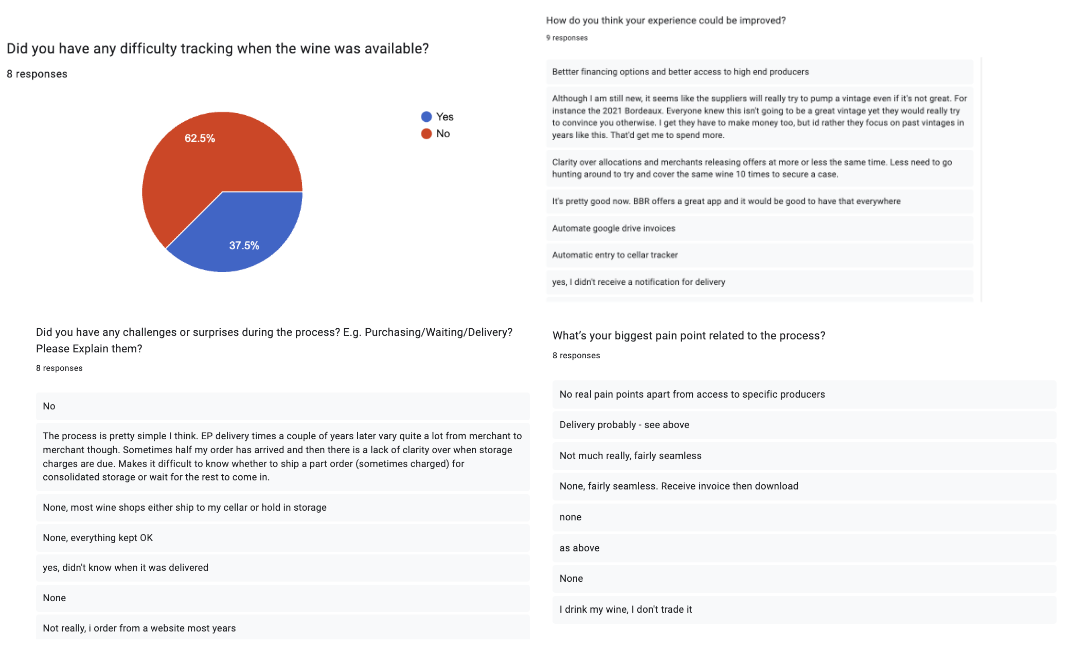 Did you have any difficulty tracking when the wine was available?
8 responses
Yes
No
62.5%
37.5%
How do you think your experience could be improved?
9 responses
Bettter financing options and better access to high end producers
Although I am still new, it seems like the suppliers will really try to pump a vintage even if it's not great. For
instance the 2021 Bordeaux. Everyone knew this isn't going to be a great vintage yet they would really try
to convince you otherwise. I get they have to make money too, but id rather they focus on past vintages in
years like this. That'd get me to spend more.
Clarity over allocations and merchants releasing offers at more or less the same time. Less need to go
hunting around to try and cover the same wine 10 times to secure a case.
It's pretty good now. BBR offers a great app and it would be good to have that everywhere
Automate google drive invoices
Automatic entry to cellar tracker
yes, I didn't receive a notification for delivery
Did you have any challenges or surprises during the process? E.g. Purchasing/Waiting/Delivery?
Please Explain them?
8 responses
No
The process is pretty simple I think. EP delivery times a couple of years later vary quite a lot from merchant to
merchant though. Sometimes half my order has arrived and then there is a lack of clarity over when storage
charges are due. Makes it difficult to know whether to ship a part order (sometimes charged) for
consolidated storage or wait for the rest to come in.
None, most wine shops either ship to my cellar or hold in storage
None, everything kept OK
yes, didn't know when it was delivered
None
Not really, i order from a website most years
What's your biggest pain point related to the process?
8 responses
No real pain points apart from access to specific producers
Delivery probably - see above
Not much really, fairly seamless
None, fairly seamless. Receive invoice then download
none
as above
None
I drink my wine, I don't trade it